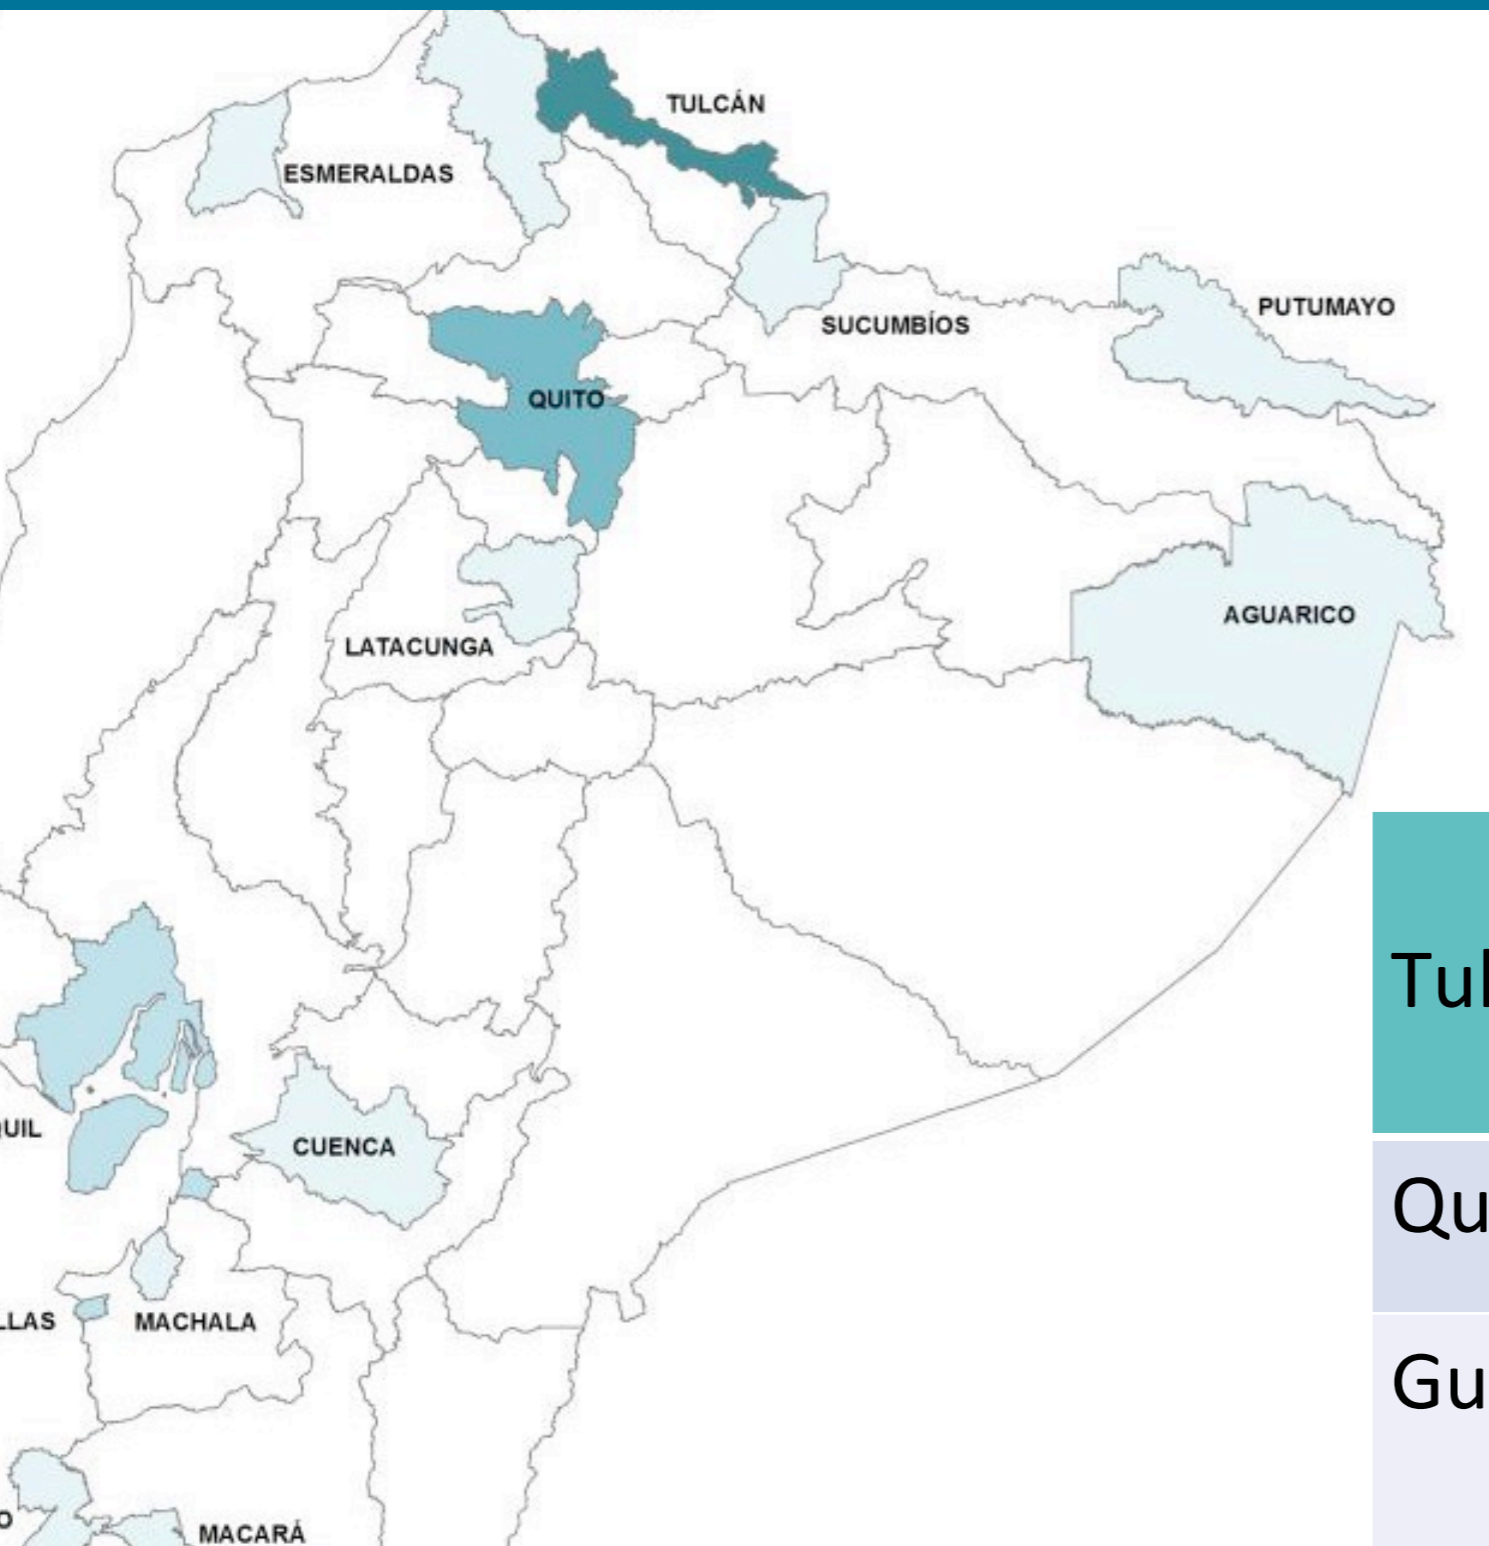 TULCÁN
ESMERALDAS
PUTUMAYO
SUCUMBÍOS
QUITO
AGUARICO
LATACUNGA
CUENCA
MACHALA
MACARÁ